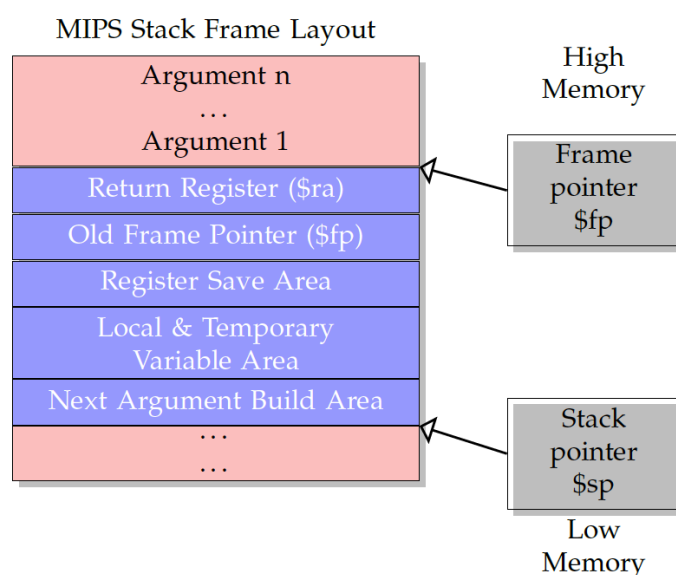 MIPS Stack Frame Layout
Argument n
...
Argument 1
Return Register ($ra)
Old Frame Pointer ($fp)
Register Save Area
Local & Temporary
Variable Area
Next Argument Build Area
...
...
High
Memory
Frame
pointer
$fp
Stack
pointer
$sp
Low
Memory